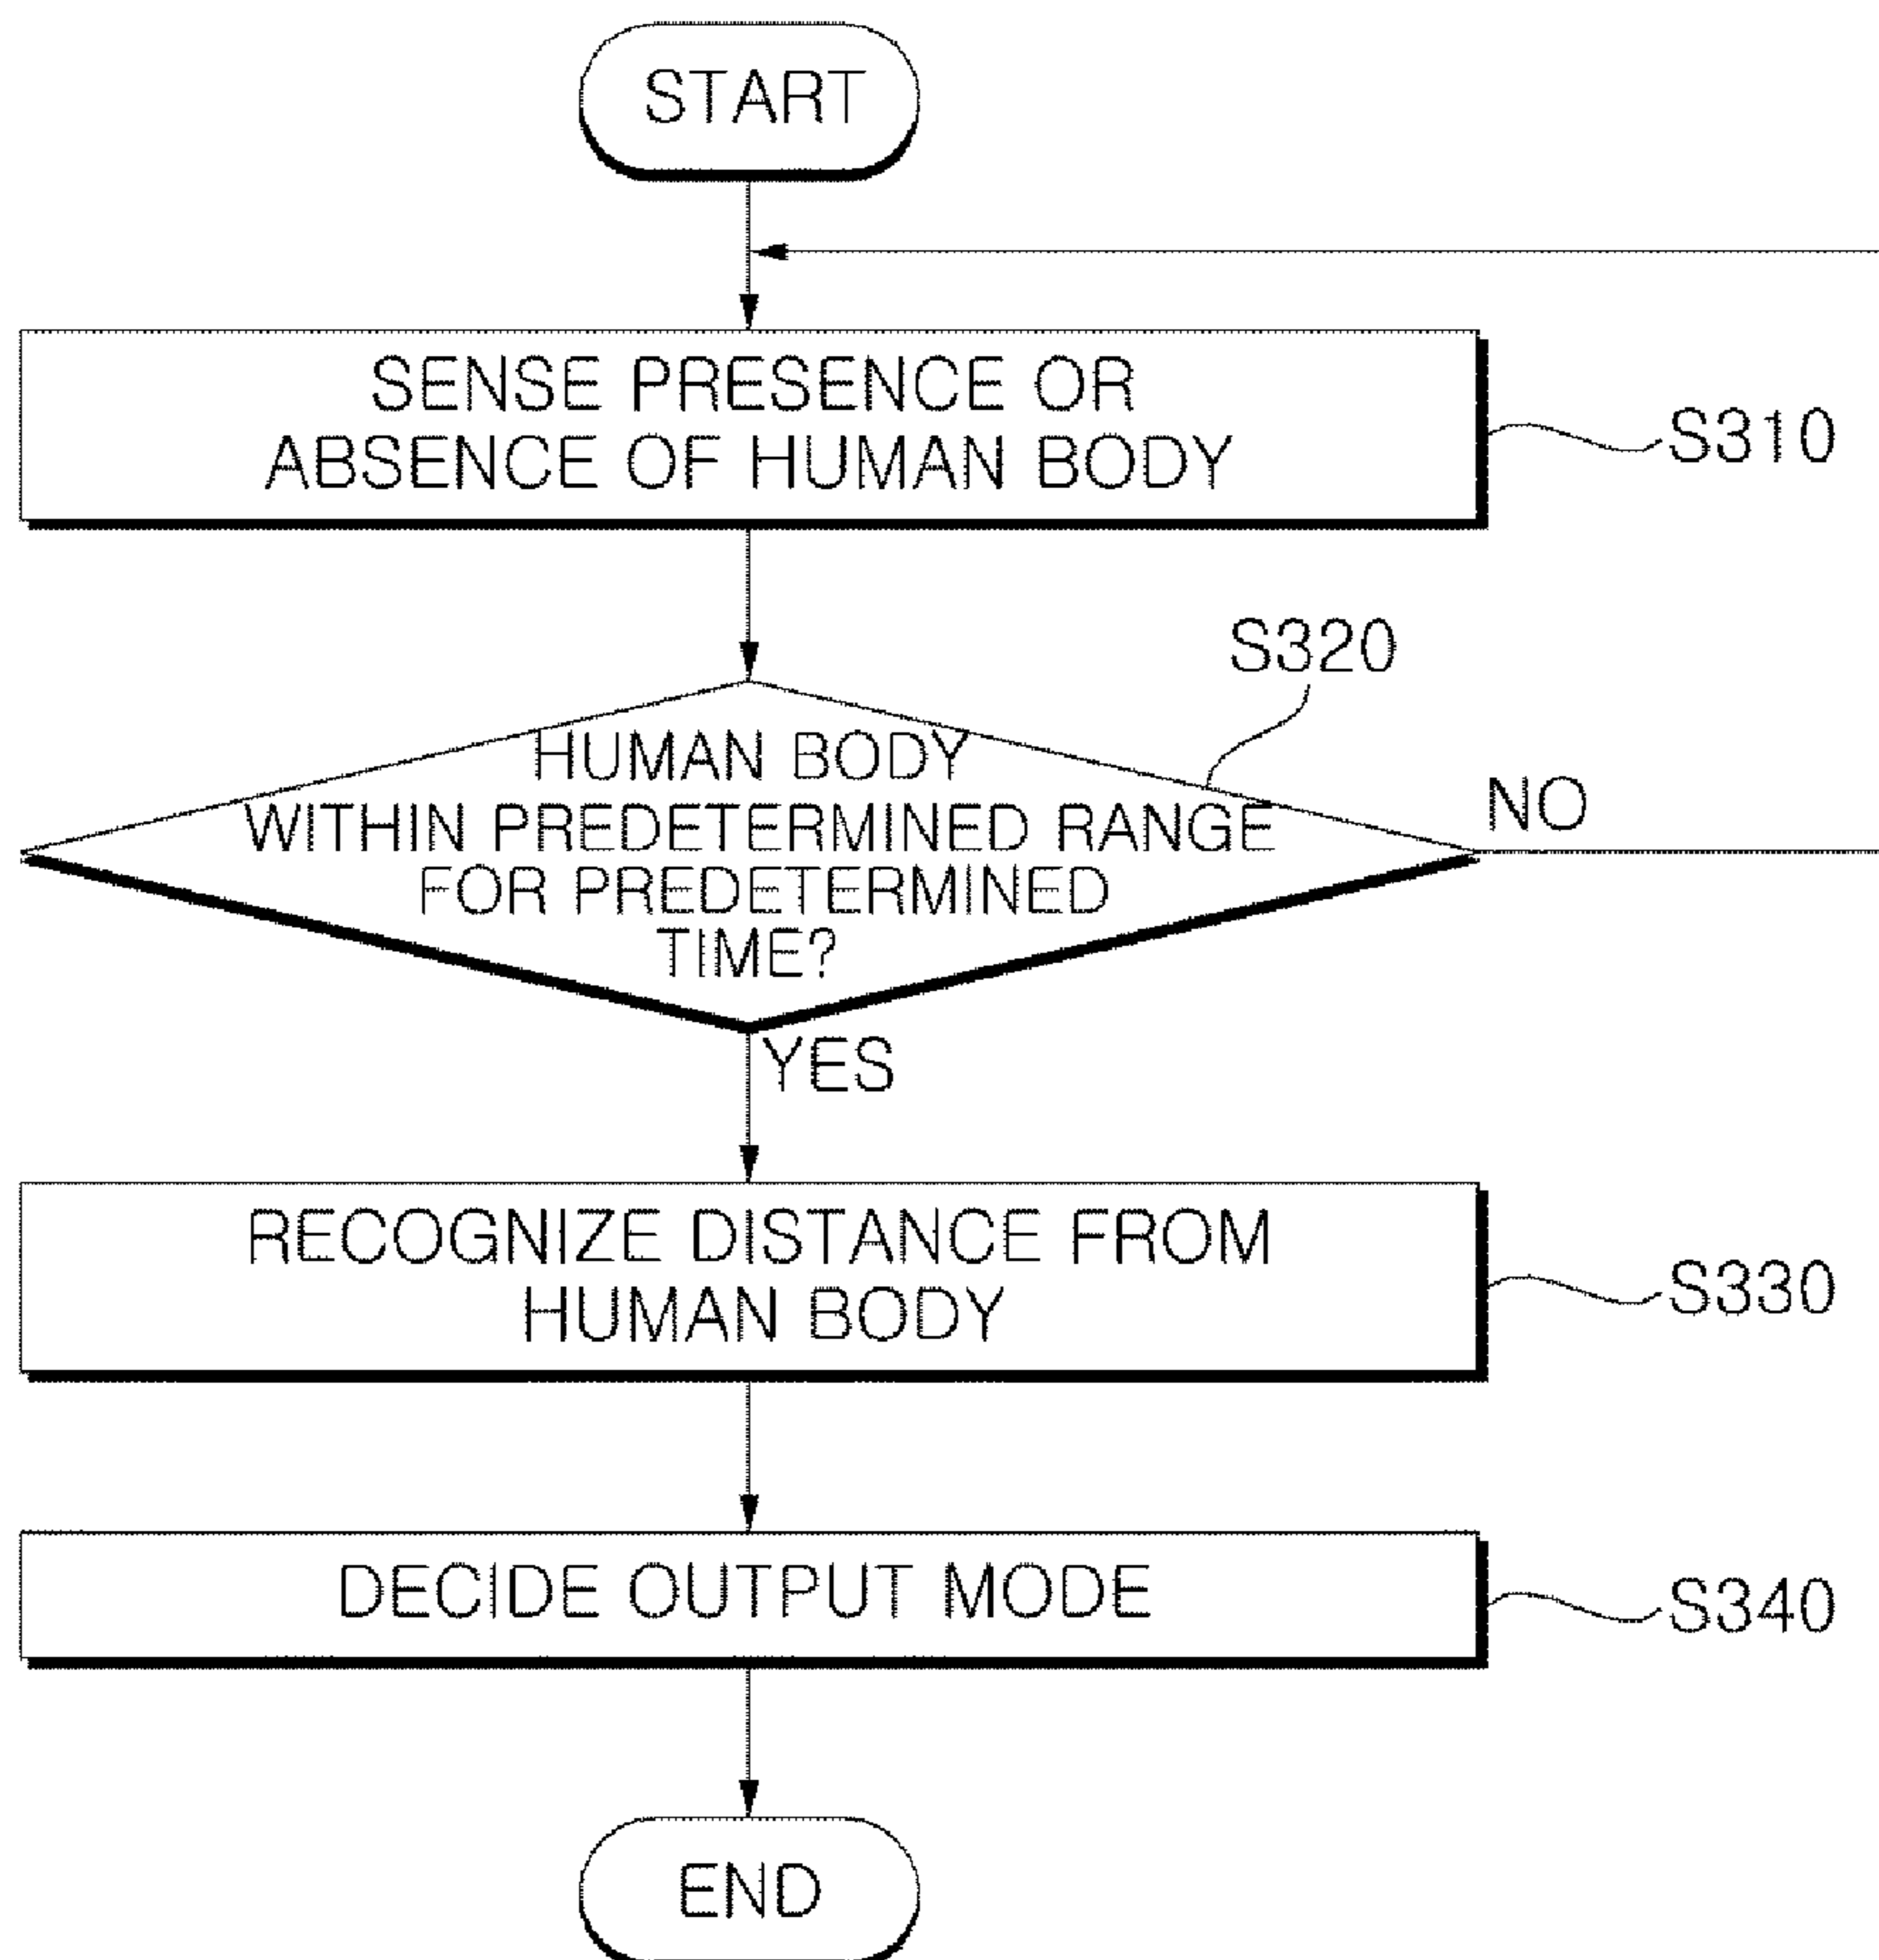 START
SENSE PRESENCE OR
ABSENCE OF HUMAN BODY
S310
S320
HUMAN BODY
WITHIN PREDETERMINED RANGE
FOR PREDETERMINED
TIME?
NO
YES
RECOGNIZE DISTANCE FROM
HUMAN BODY
S330
DECIDE OUTPUT MODE
S340
END